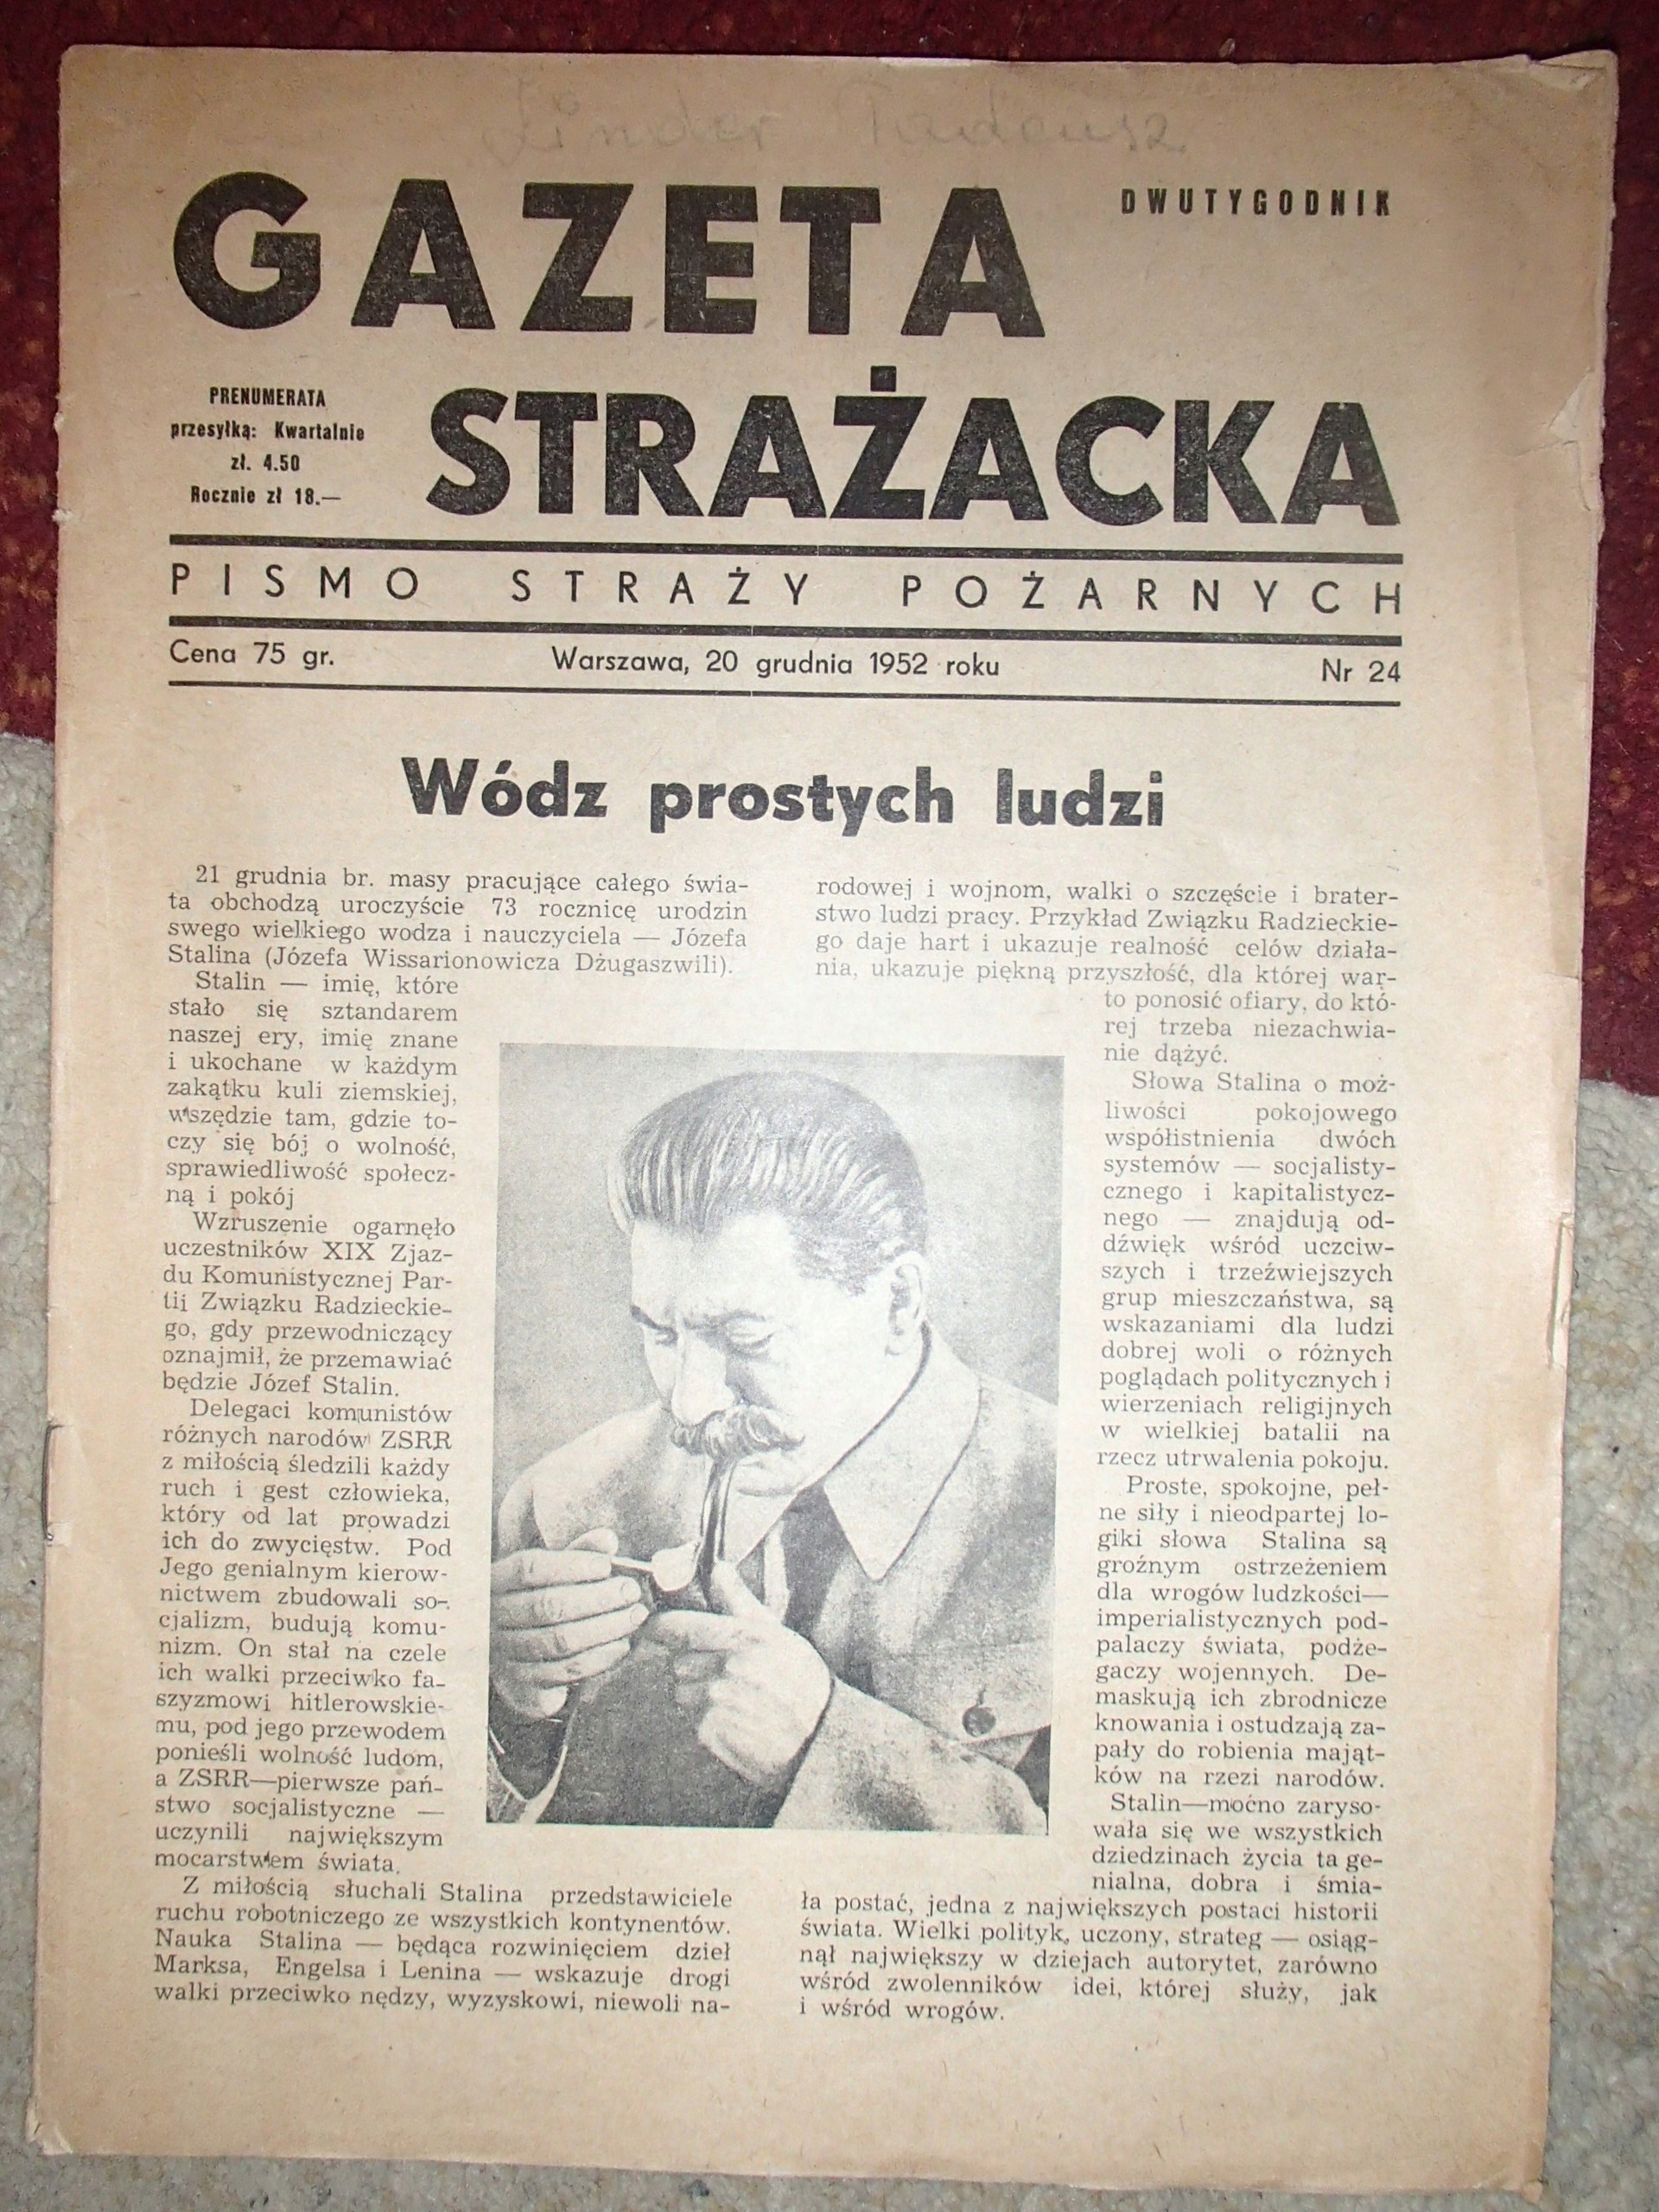 Linder Tadeusz
GAZETA
DWUTYGODNIK
PRENUMERATA
przesyłką: Kwartalnie
zł. 4.50
Rocznie zł 18.—
STRAŻACKA
PISMO STRAŻY POŻARNYCH
Cena 75 gr.
Warszawa, 20 grudnia 1952 roku
Nr 24
Wódz prostych ludzi
21 grudnia br. masy pracujące całego świa-
ta obchodzą uroczyście 73 rocznicę urodzin
swego wielkiego wodza i nauczyciela — Józefa
Stalina (Józefa Wissarionowicza Dżugaszwili).
Stalin — imię, które
stało się sztandarem
naszej ery, imię znane
i ukochane w każdym
zakątku kuli ziemskiej,
wszędzie tam, gdzie to-
czy się bój o wolność,
sprawiedliwość społecz-
ną i pokój
Wzruszenie ogarnęło
uczestników XIX Zjaz-
du Komunistycznej Par-
tii Związku Radzieckie-
go, gdy przewodniczący
oznajmił, że przemawiać
będzie Józef Stalin.
Delegaci komunistów
różnych narodów ZSRR
z miłością śledzili każdy
ruch i gest człowieka,
który od lat prowadzi
ich do zwycięstw. Pod
Jego genialnym kierow-
nictwem zbudowali so-
cjalizm, budują komu-
nizm. On stał na czele
ich walki przeciwko fa-
szyzmowi hitlerowskie-
mu, pod jego przewodem
ponieśli wolność ludom,
a ZSRR—pierwsze pań-
stwo socjalistyczne —
uczynili największym
mocarstwem świata.
Z miłością słuchali Stalina przedstawiciele
ruchu robotniczego ze wszystkich kontynentów.
Nauka Stalina — będąca rozwinięciem dzieł
Marksa, Engelsa i Lenina — wskazuje drogi
walki przeciwko nędzy, wyzyskowi, niewoli na-
rodowej i wojnom, walki o szczęście i brater-
stwo ludzi pracy. Przykład Związku Radzieckie-
go daje hart i ukazuje realność celów działa-
nia, ukazuje piękną przyszłość, dla której war-
to ponosić ofiary, do któ-
rej trzeba niezachwia-
nie dążyć.
Słowa Stalina o moż-
liwości pokojowego
współistnienia dwóch
systemów — socjalisty-
cznego i kapitalistycz-
nego — znajdują od-
dźwięk wśród uczciw-
szych i trzeźwiejszych
grup mieszczaństwa, są
wskazaniami dla ludzi
dobrej woli o różnych
poglądach politycznych i
wierzeniach religijnych
w wielkiej batalii na
rzecz utrwalenia pokoju.
Proste, spokojne, peł-
ne siły i nieodpartej lo-
giki słowa Stalina są
groźnym ostrzeżeniem
dla wrogów ludzkości—
imperialistycznych pod-
palaczy świata, podże-
gaczy wojennych. De-
maskują ich zbrodnicze
knowania i ostudzają za-
pały do robienia mająt-
ków na rzezi narodów.
Stalin—mocno zaryso-
wała się we wszystkich
dziedzinach życia ta ge-
nialna, dobra i śmia-
ła postać, jedna z największych postaci historii
świata. Wielki polityk, uczony, strateg — osiąg-
nął największy w dziejach autorytet, zarówno
wśród zwolenników idei, której służy, jak
i wśród wrogów.